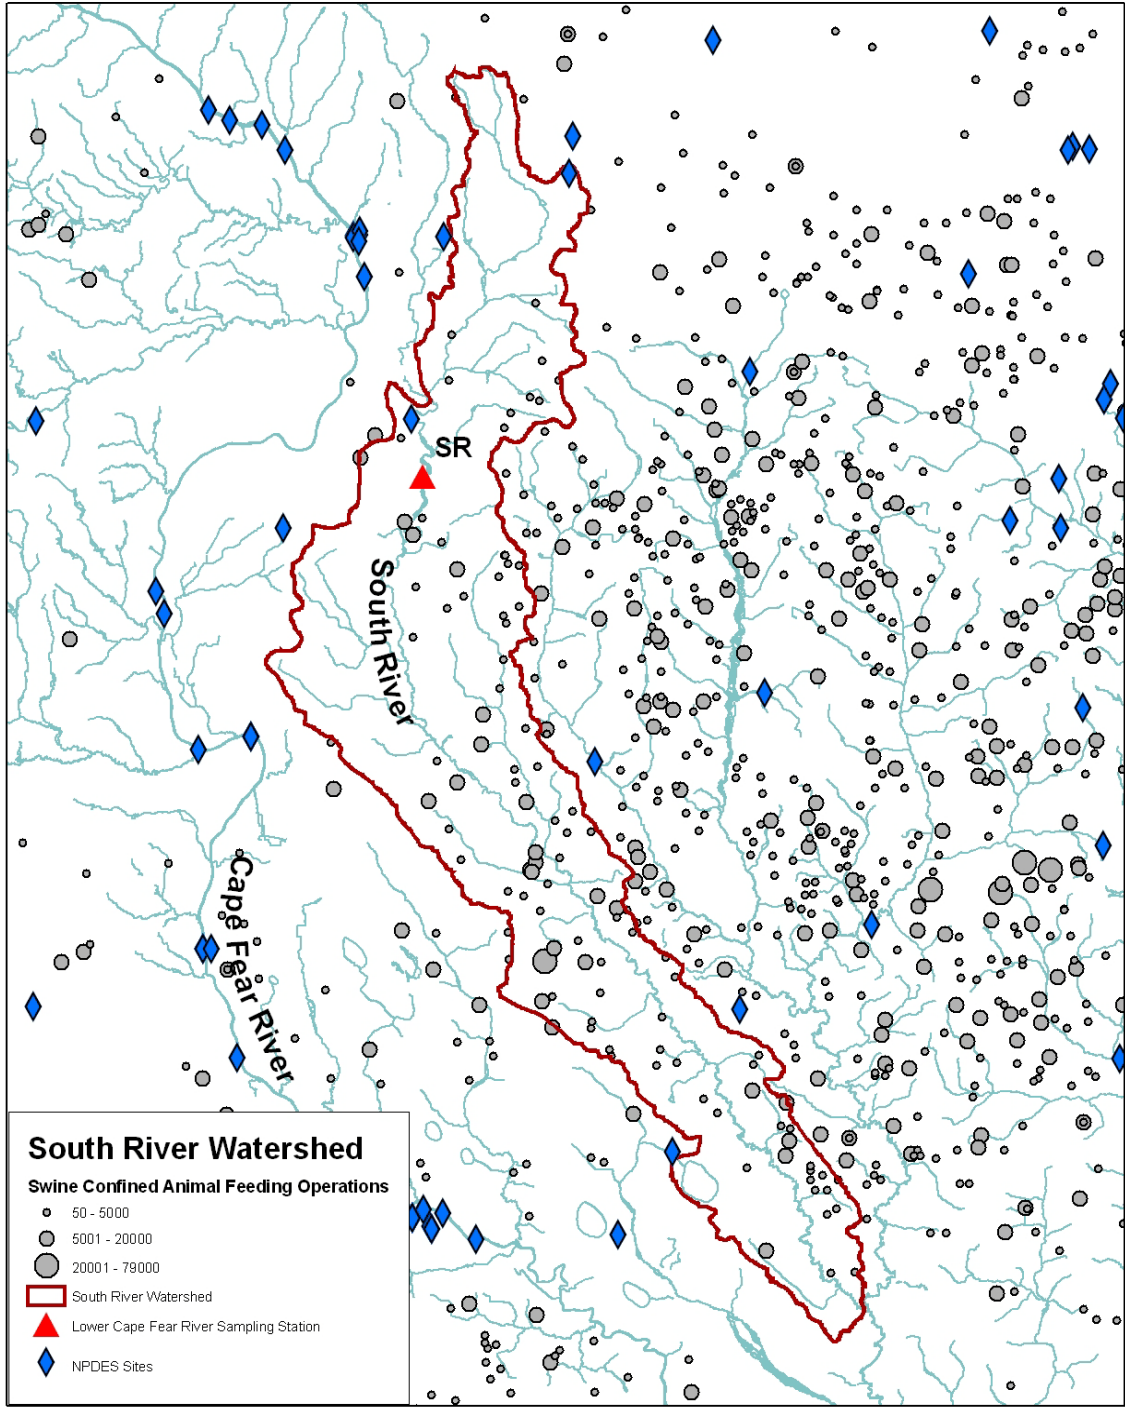 SR
South River
Cape Fear River
South River Watershed
Swine Confined Animal Feeding Operations
50 - 5000
5001 - 20000
20001 - 79000
South River Watershed
Lower Cape Fear River Sampling Station
NPDES Sites